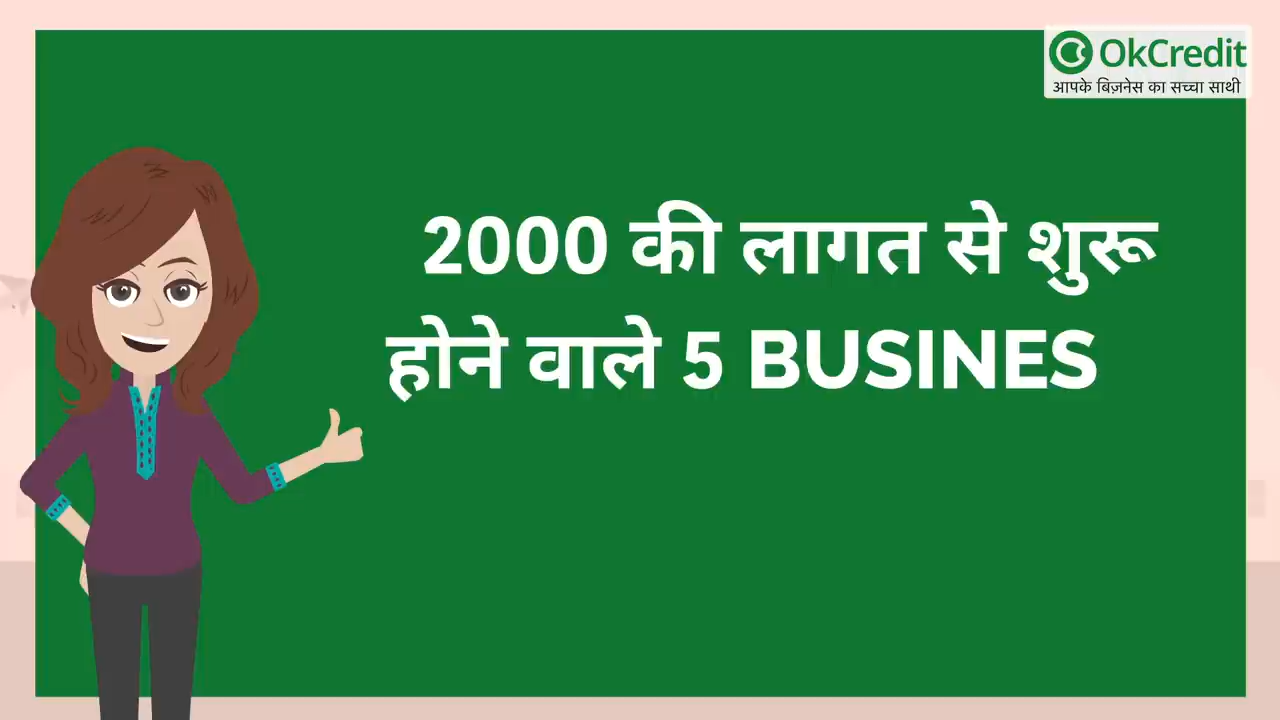 OkCredit
आपके बिज़नेस का सच्चा साथी
2000 की लागत से शुरू
होने वाले 5 BUSINES